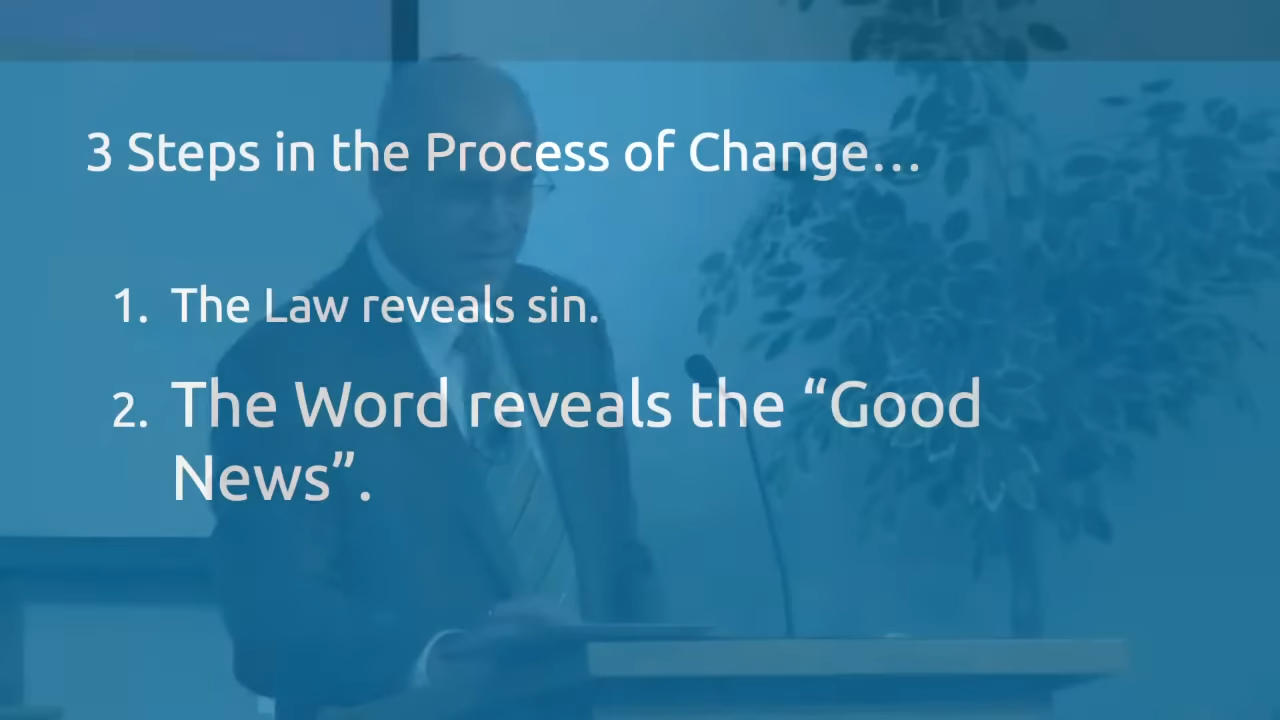 3 Steps in the Process of Change…
1. The Law reveals sin.
2. The Word reveals the “Good
News”.